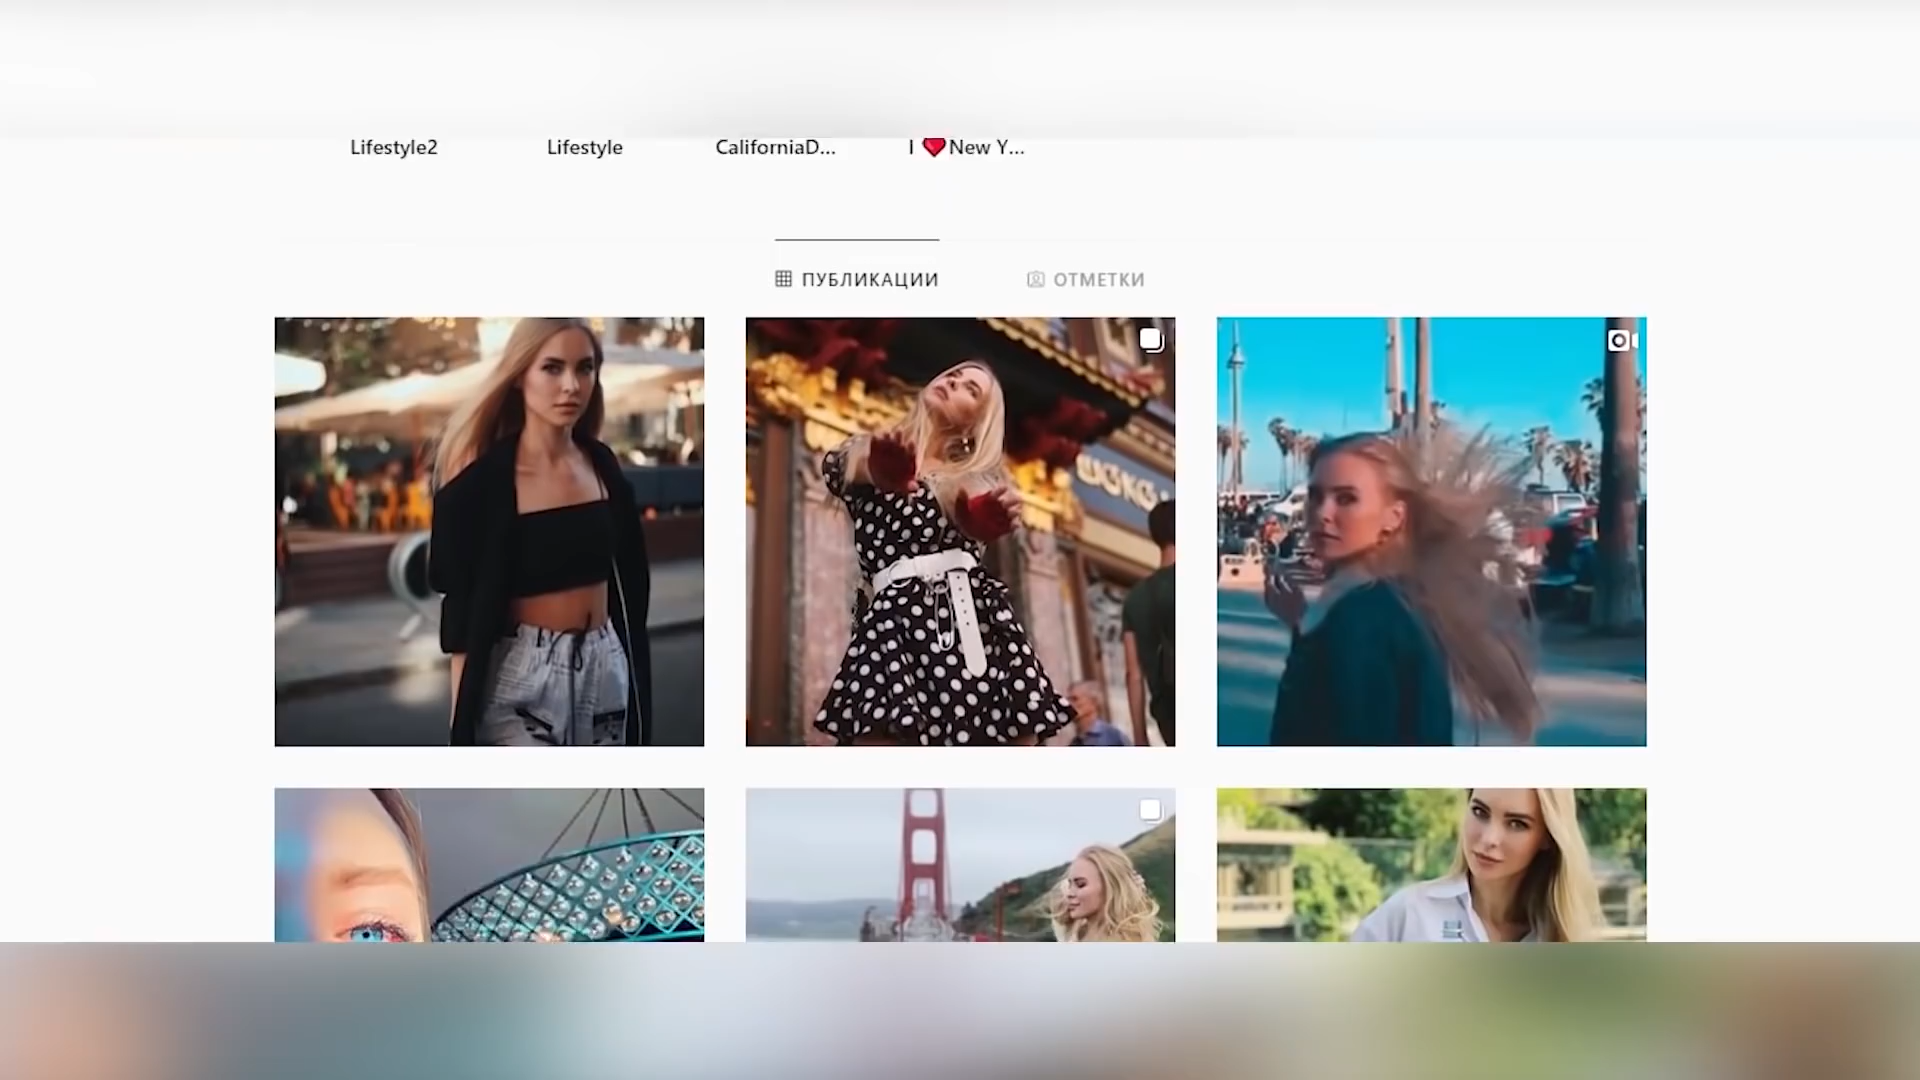 Lifestyle2
Lifestyle
CaliforniaD...
I ❤️New Y...
ПУБЛИКАЦИИ
ОТМЕТКИ